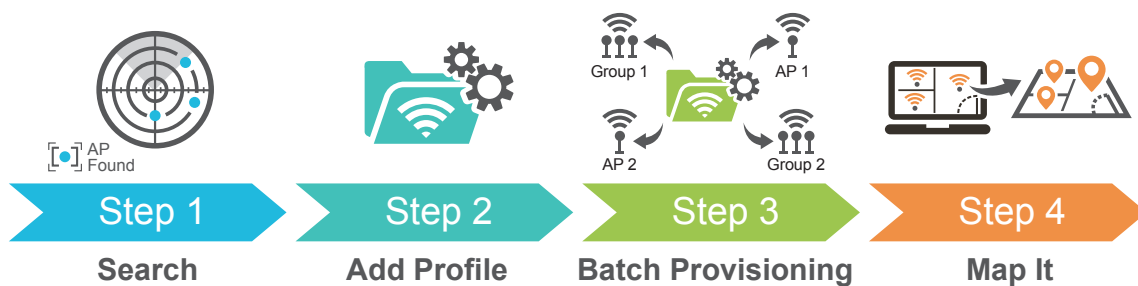 AP
Found
Group 1
AP 1
AP 2
Group 2
Step 1
Step 2
Step 3
Step 4
Search
Add Profile
Batch Provisioning
Map It